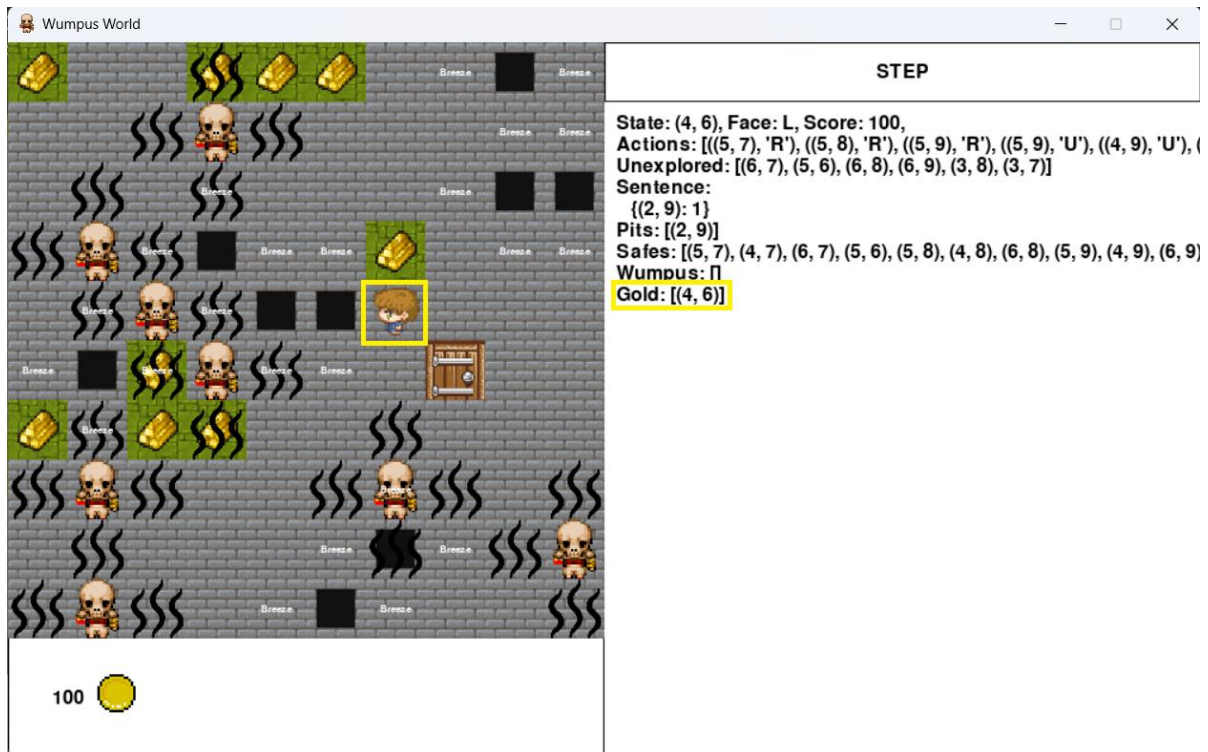 Wumpus World
Breeze Breeze
Breeze Breeze
Breeze Breeze
Breeze Breeze Breeze Breeze Breeze
Breeze Breeze
Breeze Breeze Breeze Breeze
Breeze
Breeze
Breeze Breeze
Breeze Breeze
100
STEP
State: (4, 6), Face: L, Score: 100,
Actions: [((5, 7), 'R'), ((5, 8), 'R'), ((5, 9), 'R'), ((5, 9), 'U'), ((4, 9), 'U'), (
Unexplored: [(6, 7), (5, 6), (6, 8), (6, 9), (3, 8), (3, 7)]
Sentence:
{(2, 9): 1}
Pits: [(2, 9)]
Safes: [(5, 7), (4, 7), (6, 7), (5, 6), (5, 8), (4, 8), (6, 8), (5, 9), (4, 9), (6, 9)
Wumpus: []
Gold: [(4, 6)]